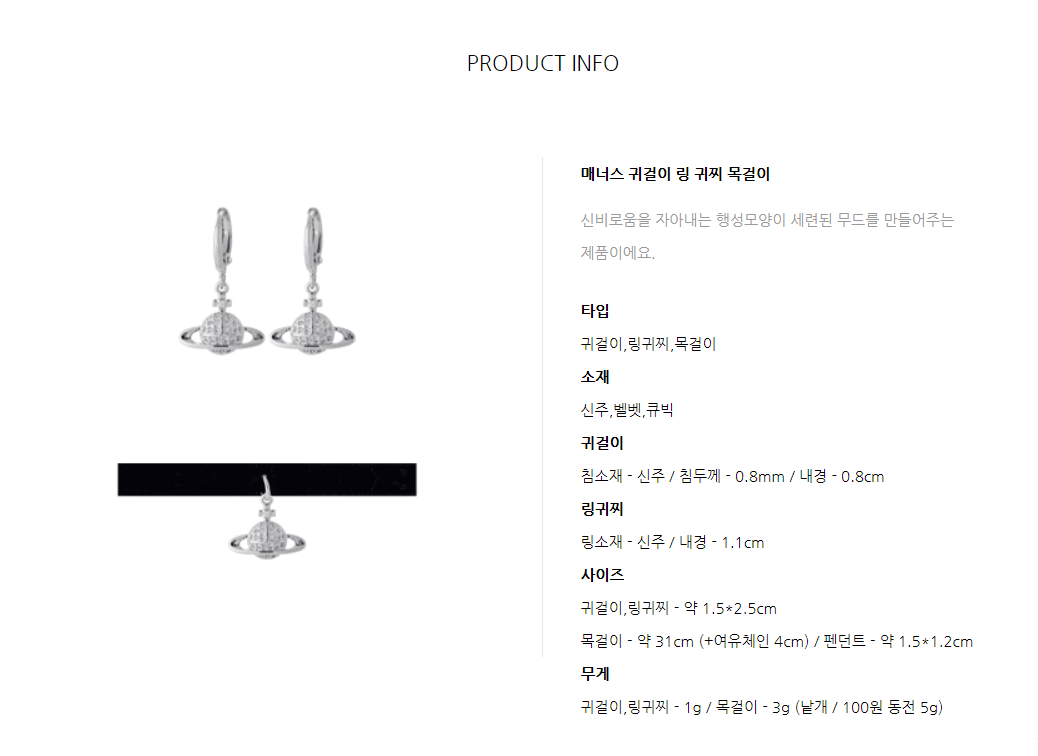 PRODUCT INFO
매너스 귀걸이 링 귀찌 목걸이
신비로움을 자아내는 행성모양이 세련된 무드를 만들어주는
제품이에요.
타입
귀걸이,링귀찌,목걸이
소재
신주,벨벳,큐빅
귀걸이
침소재 - 신주 / 침두께 - 0.8mm / 내경 - 0.8cm
링귀찌
링소재 - 신주 / 내경 - 1.1cm
사이즈
귀걸이,링귀찌 - 약 1.5*2.5cm
목걸이 - 약 31cm (+여유체인 4cm) / 펜던트 - 약 1.5*1.2cm
무게
귀걸이,링귀찌 - 1g / 목걸이 - 3g (낱개 / 100원 동전 5g)